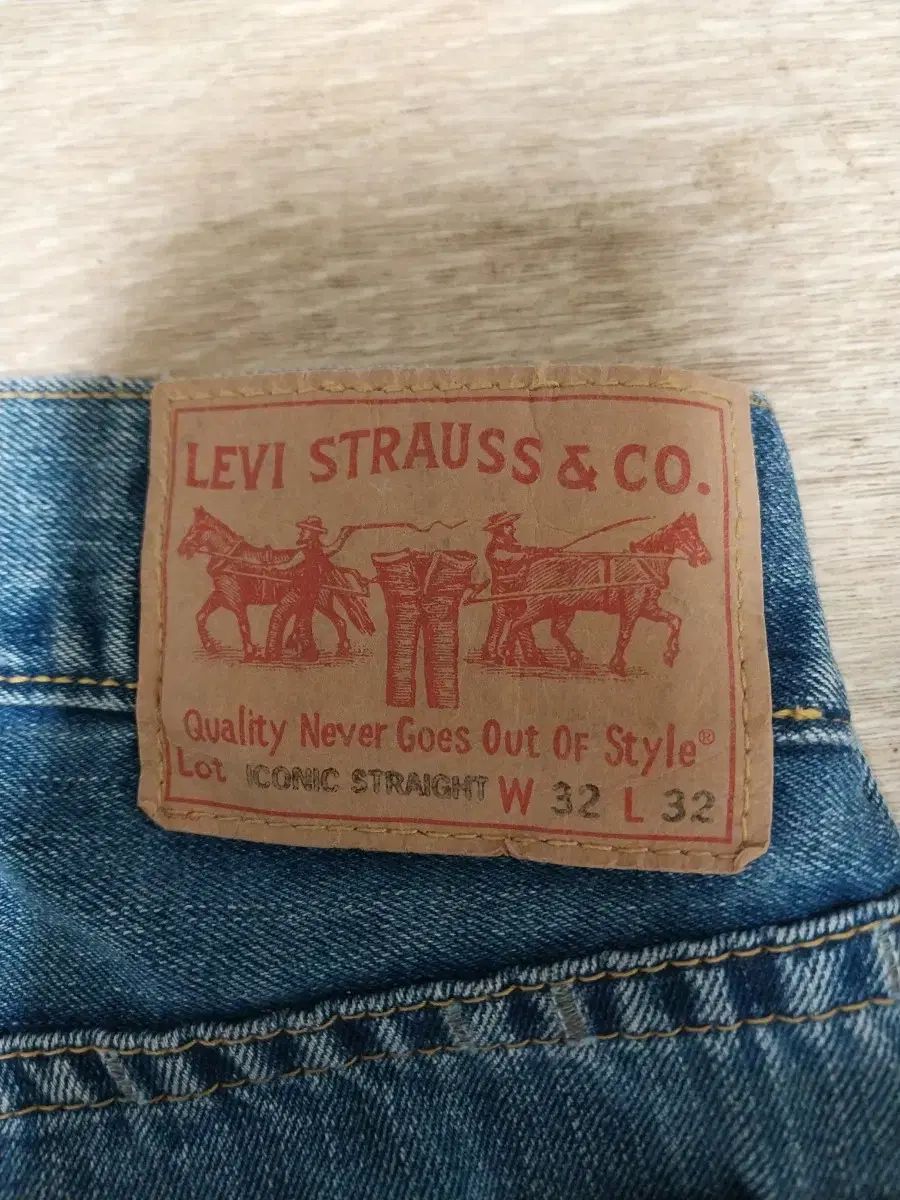 LEVI STRAUSS & CO.
Quality Never Goes Out Of Style®
Lot ICONIC STRAIGHT W 32 L 32